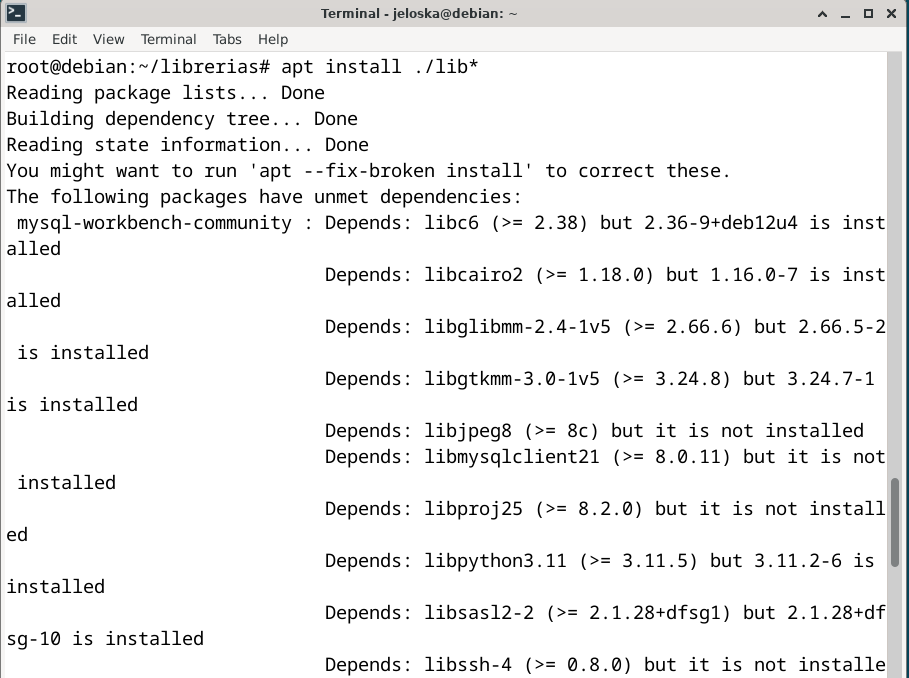 Terminal - jeloska@debian: ~
File Edit View Terminal Tabs Help
root@debian:~/librerias# apt install ./lib*
Reading package lists... Done
Building dependency tree... Done
Reading state information... Done
You might want to run 'apt --fix-broken install' to correct these.
The following packages have unmet dependencies:
 mysql-workbench-community : Depends: libc6 (>= 2.38) but 2.36-9+deb12u4 is inst
alled
                             Depends: libcairo2 (>= 1.18.0) but 1.16.0-7 is inst
alled
                             Depends: libglibmm-2.4-1v5 (>= 2.66.6) but 2.66.5-2
 is installed
                             Depends: libgtkmm-3.0-1v5 (>= 3.24.8) but 3.24.7-1
is installed
                             Depends: libjpeg8 (>= 8c) but it is not installed
                             Depends: libmysqlclient21 (>= 8.0.11) but it is not
 installed
                             Depends: libproj25 (>= 8.2.0) but it is not install
ed
                             Depends: libpython3.11 (>= 3.11.5) but 3.11.2-6 is
installed
                             Depends: libsasl2-2 (>= 2.1.28+dfsg1) but 2.1.28+df
sg-10 is installed
                             Depends: libssh-4 (>= 0.8.0) but it is not installe